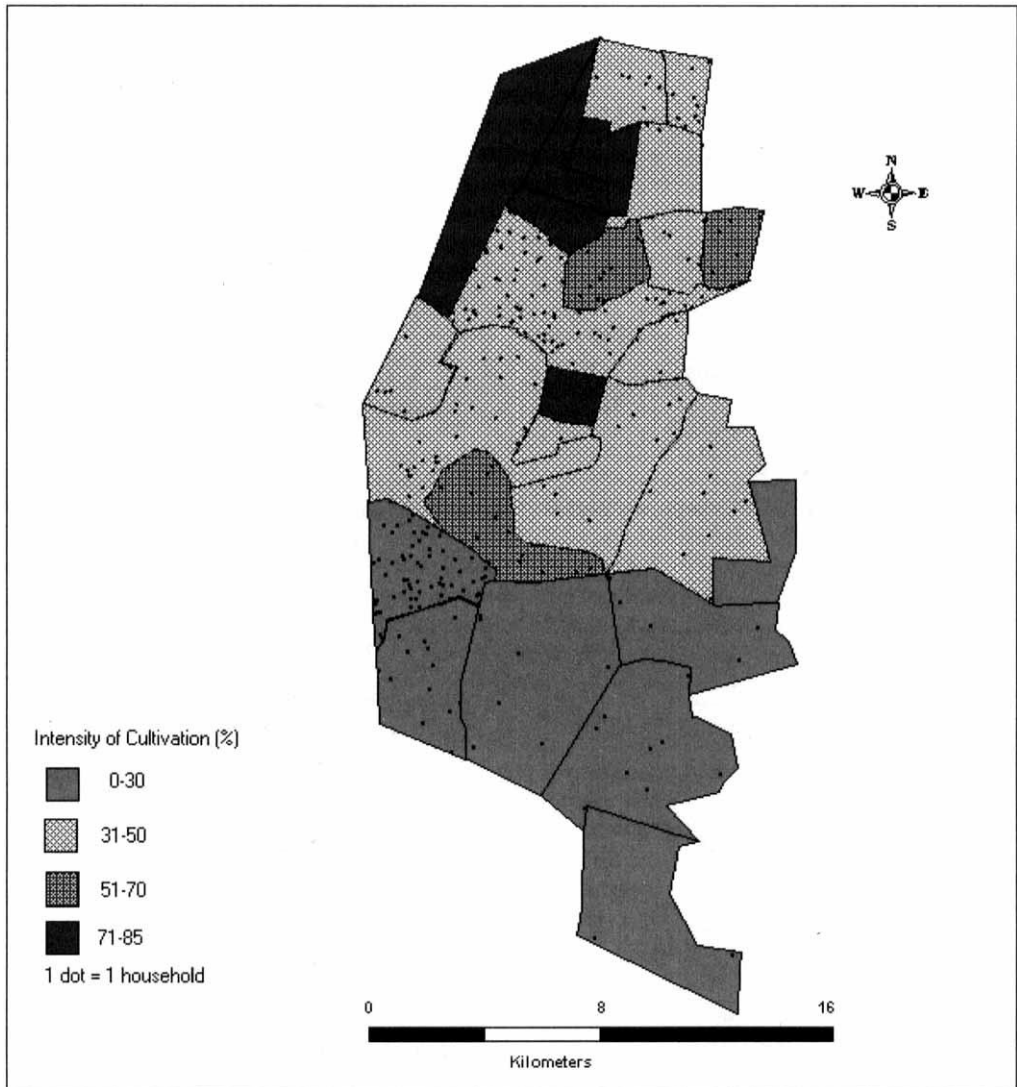 N
W E
S
Intensity of Cultivation (%)
0-30
31-50
51-70
71-85
1 dot = 1 household
0 8 16
Kilometers